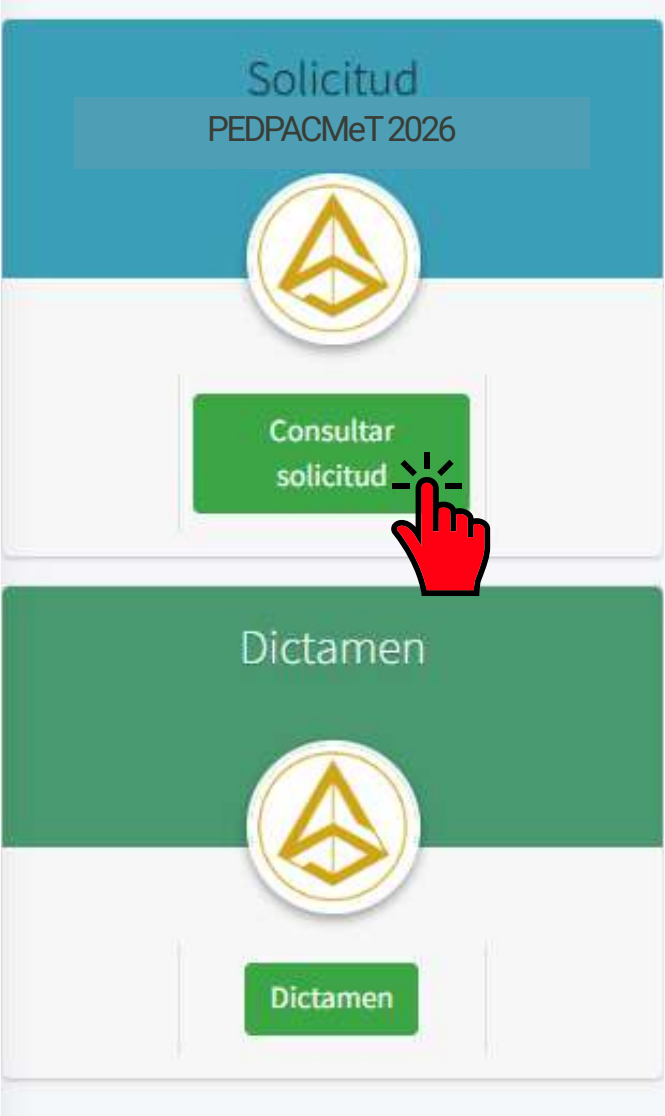 Solicitud
PEDPACMeT 2026
Consultar
solicitud
Dictamen
Dictamen